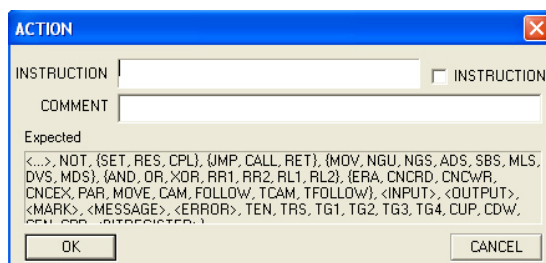 ACTION
INSTRUCTION
INSTRUCTION
COMMENT
Expected
<...>, NOT, {SET, RES, CPL}, {JMP, CALL, RET}, {MOV, NGU, NGS, ADS, SBS, MLS,
DVS, MDS}, {AND, OR, XOR, RR1, RR2, RL1, RL2}, {ERA, CNCRD, CNCWR,
CNCEX, PAR, MOVE, CAM, FOLLOW, TCAM, TFOLLOW}, <INPUT>, <OUTPUT>,
<MARK>, <MESSAGE>, <ERROR>, TEN, TRS, TG1, TG2, TG3, TG4, CUP, CDW,
OK
CANCEL